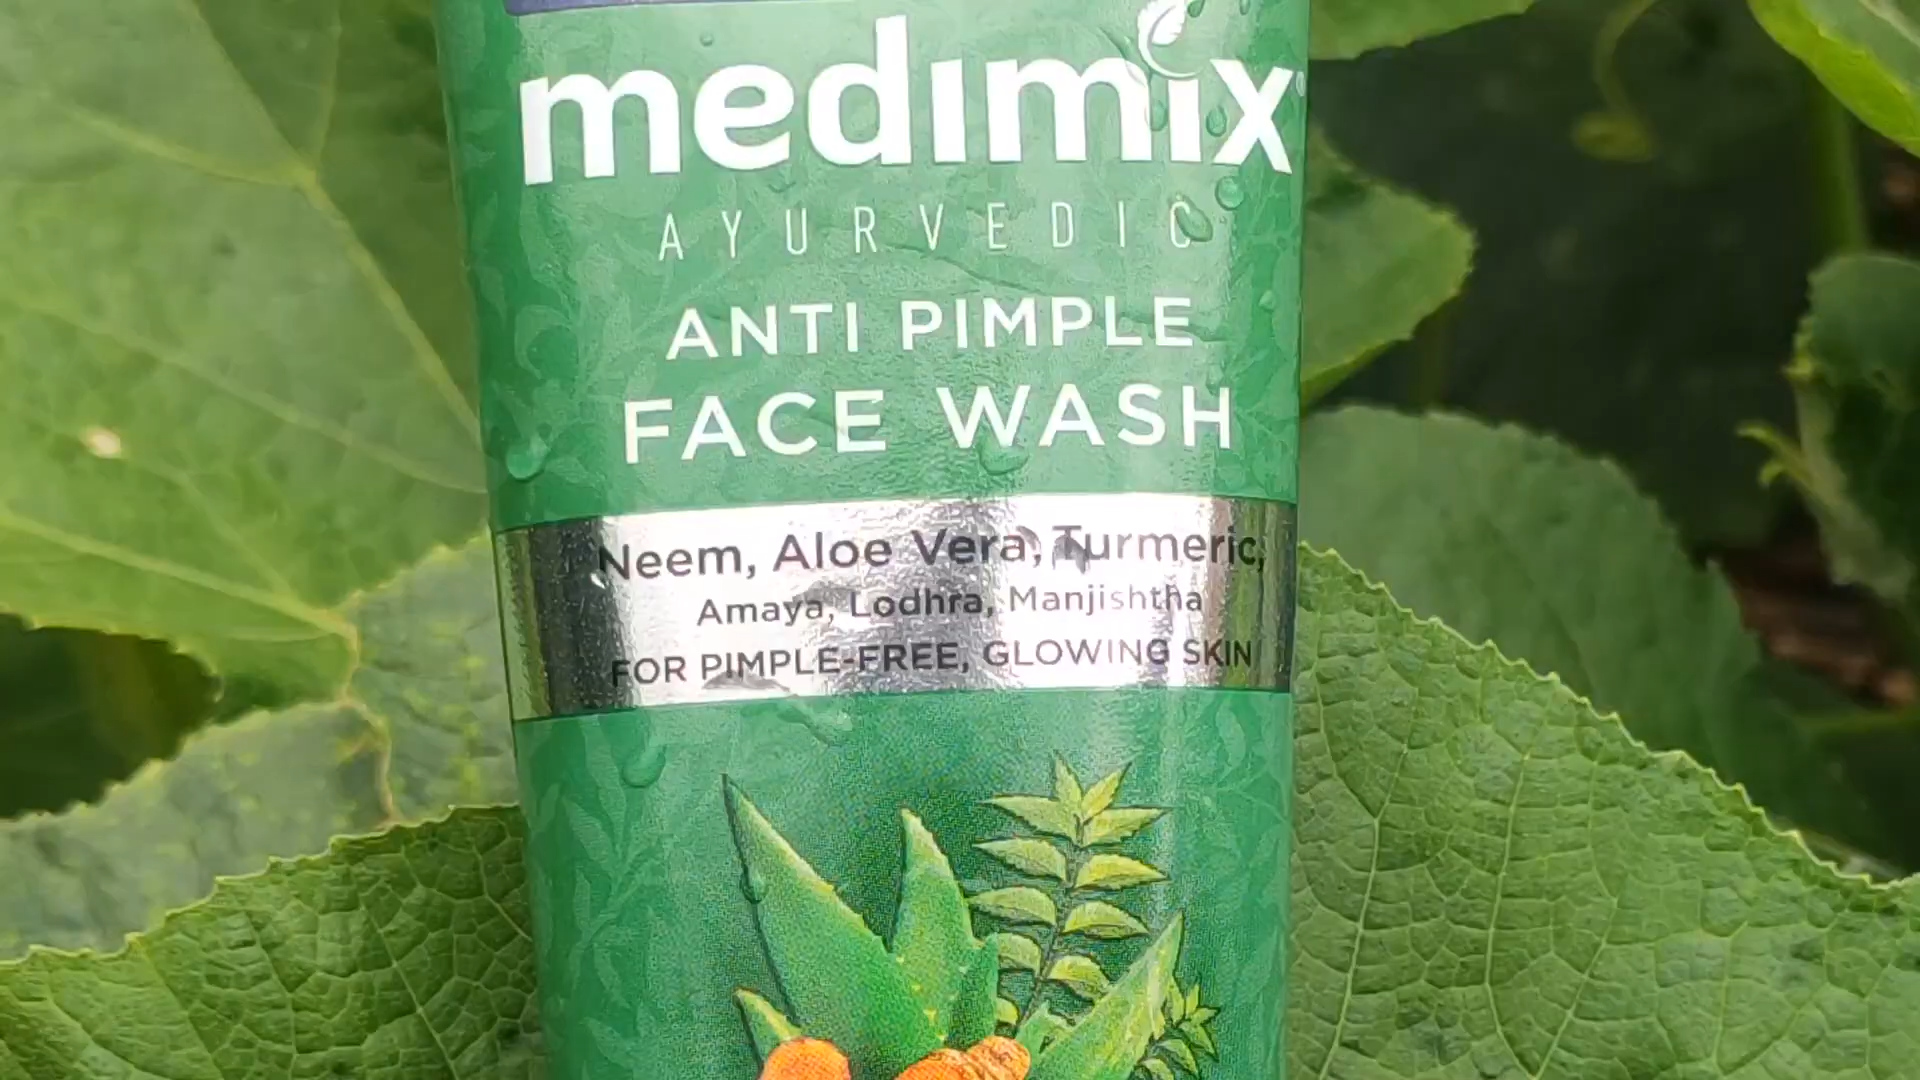 medimix
AYURVEDIC
ANTI PIMPLE
FACE WASH
Neem, Aloe Vera, Turmeric,
Amaya, Lodhra, Manjishtha
FOR PIMPLE-FREE, GLOWING SKIN